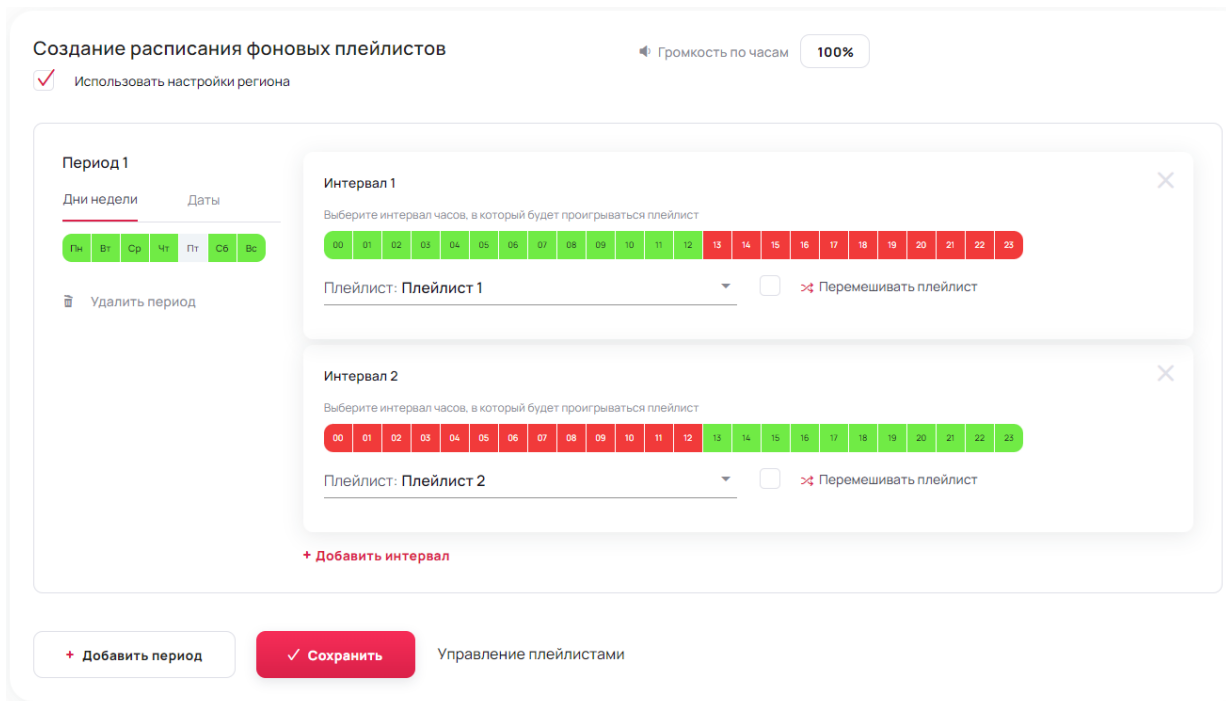 Создание расписания фоновых плейлистов
Громкость по часам 100%
Использовать настройки региона
Период 1
Дни недели Даты
Пн Вт Ср Чт Пт Сб Вс
Удалить период
Интервал 1
Выберите интервал часов, в который будет проигрываться плейлист
00 01 02 03 04 05 06 07 08 09 10 11 12 13 14 15 16 17 18 19 20 21 22 23
Плейлист: Плейлист 1
Перемешивать плейлист
Интервал 2
Выберите интервал часов, в который будет проигрываться плейлист
00 01 02 03 04 05 06 07 08 09 10 11 12 13 14 15 16 17 18 19 20 21 22 23
Плейлист: Плейлист 2
Перемешивать плейлист
+ Добавить интервал
+ Добавить период
Сохранить
Управление плейлистами